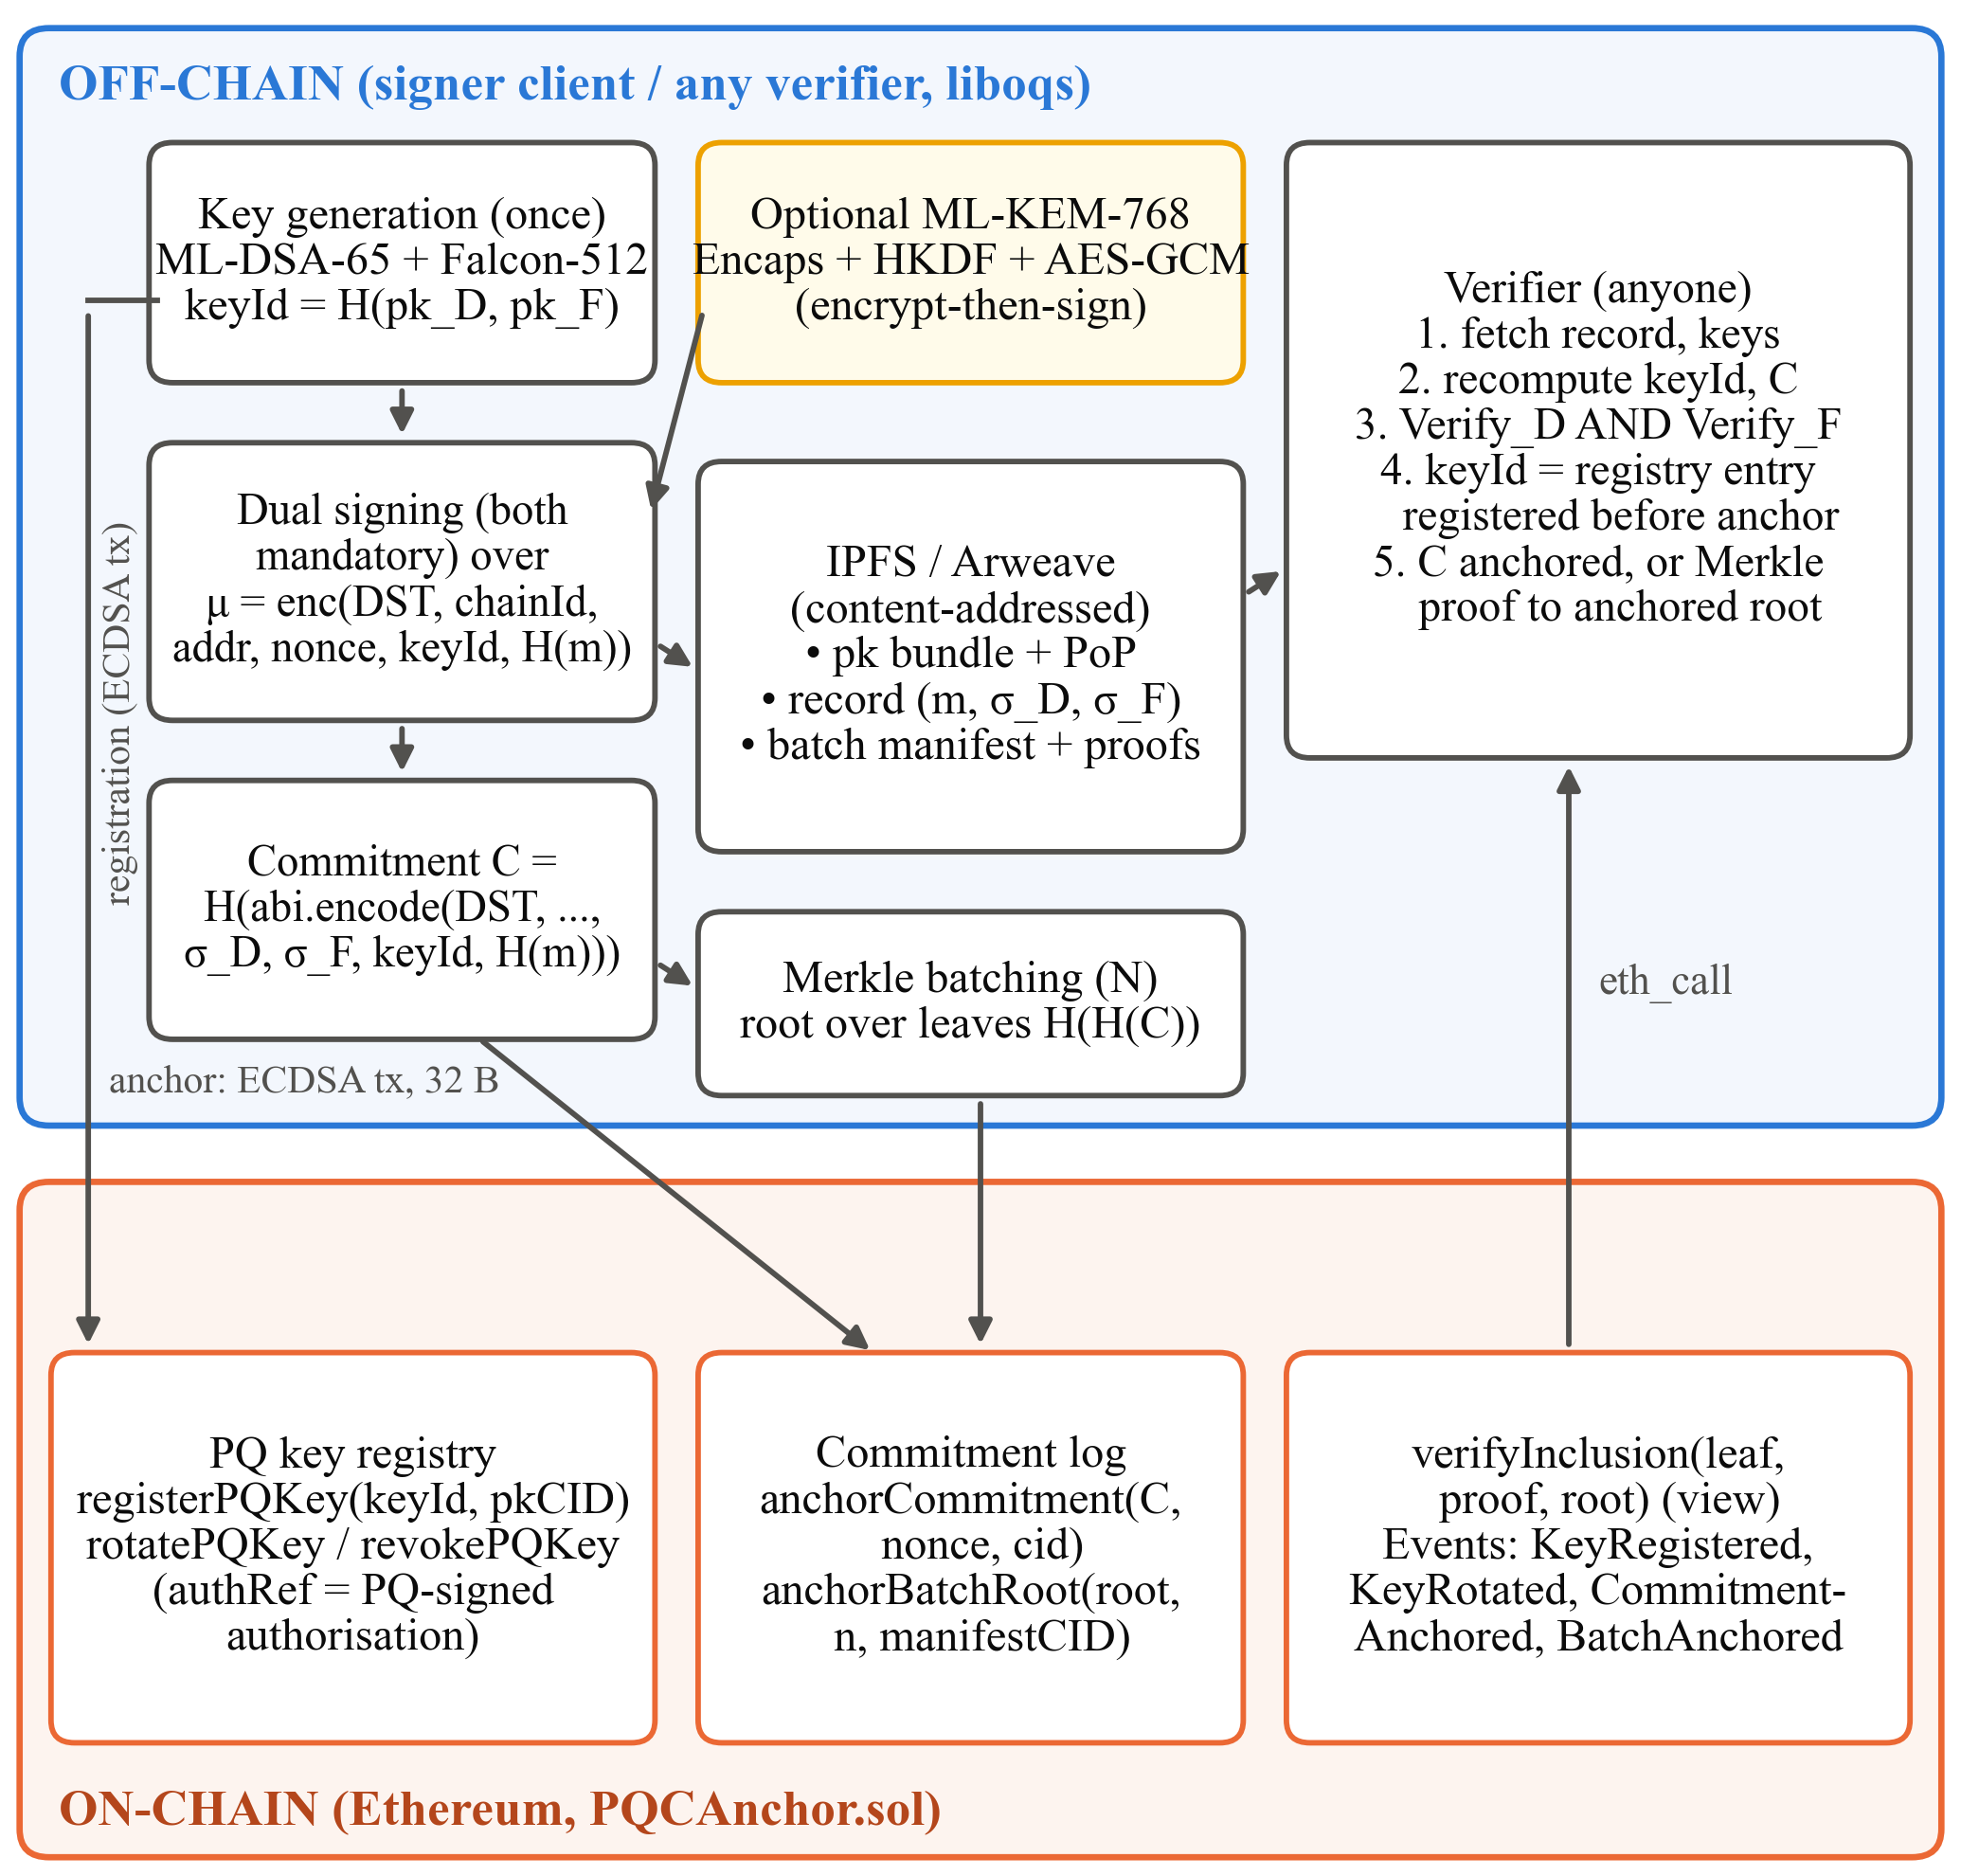 OFF-CHAIN (signer client / any verifier, liboqs)
Key generation (once)
ML-DSA-65 + Falcon-512
keyId = H(pk_D, pk_F)
Optional ML-KEM-768
Encaps + HKDF + AES-GCM
(encrypt-then-sign)
Verifier (anyone)
1. fetch record, keys
2. recompute keyId, C
3. Verify_D AND Verify_F
4. keyId = registry entry
registered before anchor
5. C anchored, or Merkle
proof to anchored root
Dual signing (both
mandatory) over
μ = enc(DST, chainId,
addr, nonce, keyId, H(m))
IPFS / Arweave
(content-addressed)
• pk bundle + PoP
• record (m, σ_D, σ_F)
• batch manifest + proofs
registration (ECDSA tx)
Commitment C =
H(abi.encode(DST, ...,
σ_D, σ_F, keyId, H(m)))
Merkle batching (N)
root over leaves H(H(C))
eth_call
anchor: ECDSA tx, 32 B
PQ key registry
registerPQKey(keyId, pkCID)
rotatePQKey / revokePQKey
(authRef = PQ-signed
authorisation)
Commitment log
anchorCommitment(C,
nonce, cid)
anchorBatchRoot(root,
n, manifestCID)
verifyInclusion(leaf,
proof, root) (view)
Events: KeyRegistered,
KeyRotated, Commitment-
Anchored, BatchAnchored
ON-CHAIN (Ethereum, PQCAnchor.sol)